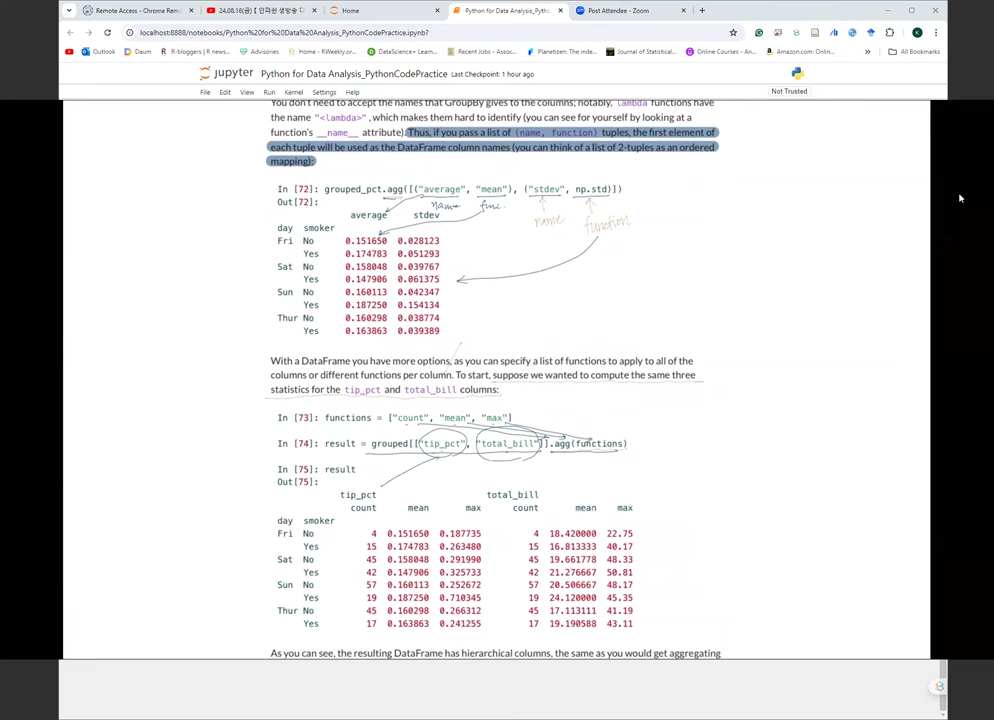 Remote Access - Chrome Remo
24.08.16(금) 【 인파썬 생방송 다
Home
Python for Data Analysis_Pytho
Post Attendee - Zoom
localhost:8888/notebooks/Python%20for%20Data%20Analysis_PythonCodePractice.ipynb?
Outlook
Daum
R-bloggers | R news...
Advisories
Home - RWeekly.or...
DataScience+ Learn...
Recent Jobs - Assoc...
Planetizen: The inde...
Journal of Statistical...
Online Courses - An...
Amazon.com: Onlin...
All Bookmarks
jupyter Python for Data Analysis_PythonCodePractice Last Checkpoint: 1 hour ago
File Edit View Run Kernel Settings Help
Not Trusted
You don't need to accept the names that GroupBy gives to the columns; notably, lambda functions have
the name "<lambda>", which makes them hard to identify (you can see for yourself by looking at a
function's __name__ attribute). Thus, if you pass a list of (name, function) tuples, the first element of
each tuple will be used as the DataFrame column names (you can think of a list of 2-tuples as an ordered
mapping):
In [72]: grouped_pct.agg([("average", "mean"), ("stdev", np.std)])
Out[72]:
name func.
name function
average stdev
day smoker
Fri No 0.151650 0.028123
Yes 0.174783 0.051293
Sat No 0.158048 0.039767
Yes 0.147906 0.061375
Sun No 0.160113 0.042347
Yes 0.187250 0.154134
Thur No 0.160298 0.038774
Yes 0.163863 0.039389
With a DataFrame you have more options, as you can specify a list of functions to apply to all of the
columns or different functions per column. To start, suppose we wanted to compute the same three
statistics for the tip_pct and total_bill columns:
In [73]: functions = ["count", "mean", "max"]
In [74]: result = grouped[["tip_pct", "total_bill"]].agg(functions)
In [75]: result
Out[75]:
tip_pct total_bill
count mean max count mean max
day smoker
Fri No 4 0.151650 0.187735 4 18.420000 22.75
Yes 15 0.174783 0.263480 15 16.813333 40.17
Sat No 45 0.158048 0.291990 45 19.661778 48.33
Yes 42 0.147906 0.325733 42 21.276667 50.81
Sun No 57 0.160113 0.252672 57 20.506667 48.17
Yes 19 0.187250 0.710345 19 24.120000 45.35
Thur No 45 0.160298 0.266312 45 17.113111 41.19
Yes 17 0.163863 0.241255 17 19.190588 43.11
As you can see, the resulting DataFrame has hierarchical columns, the same as you would get aggregating